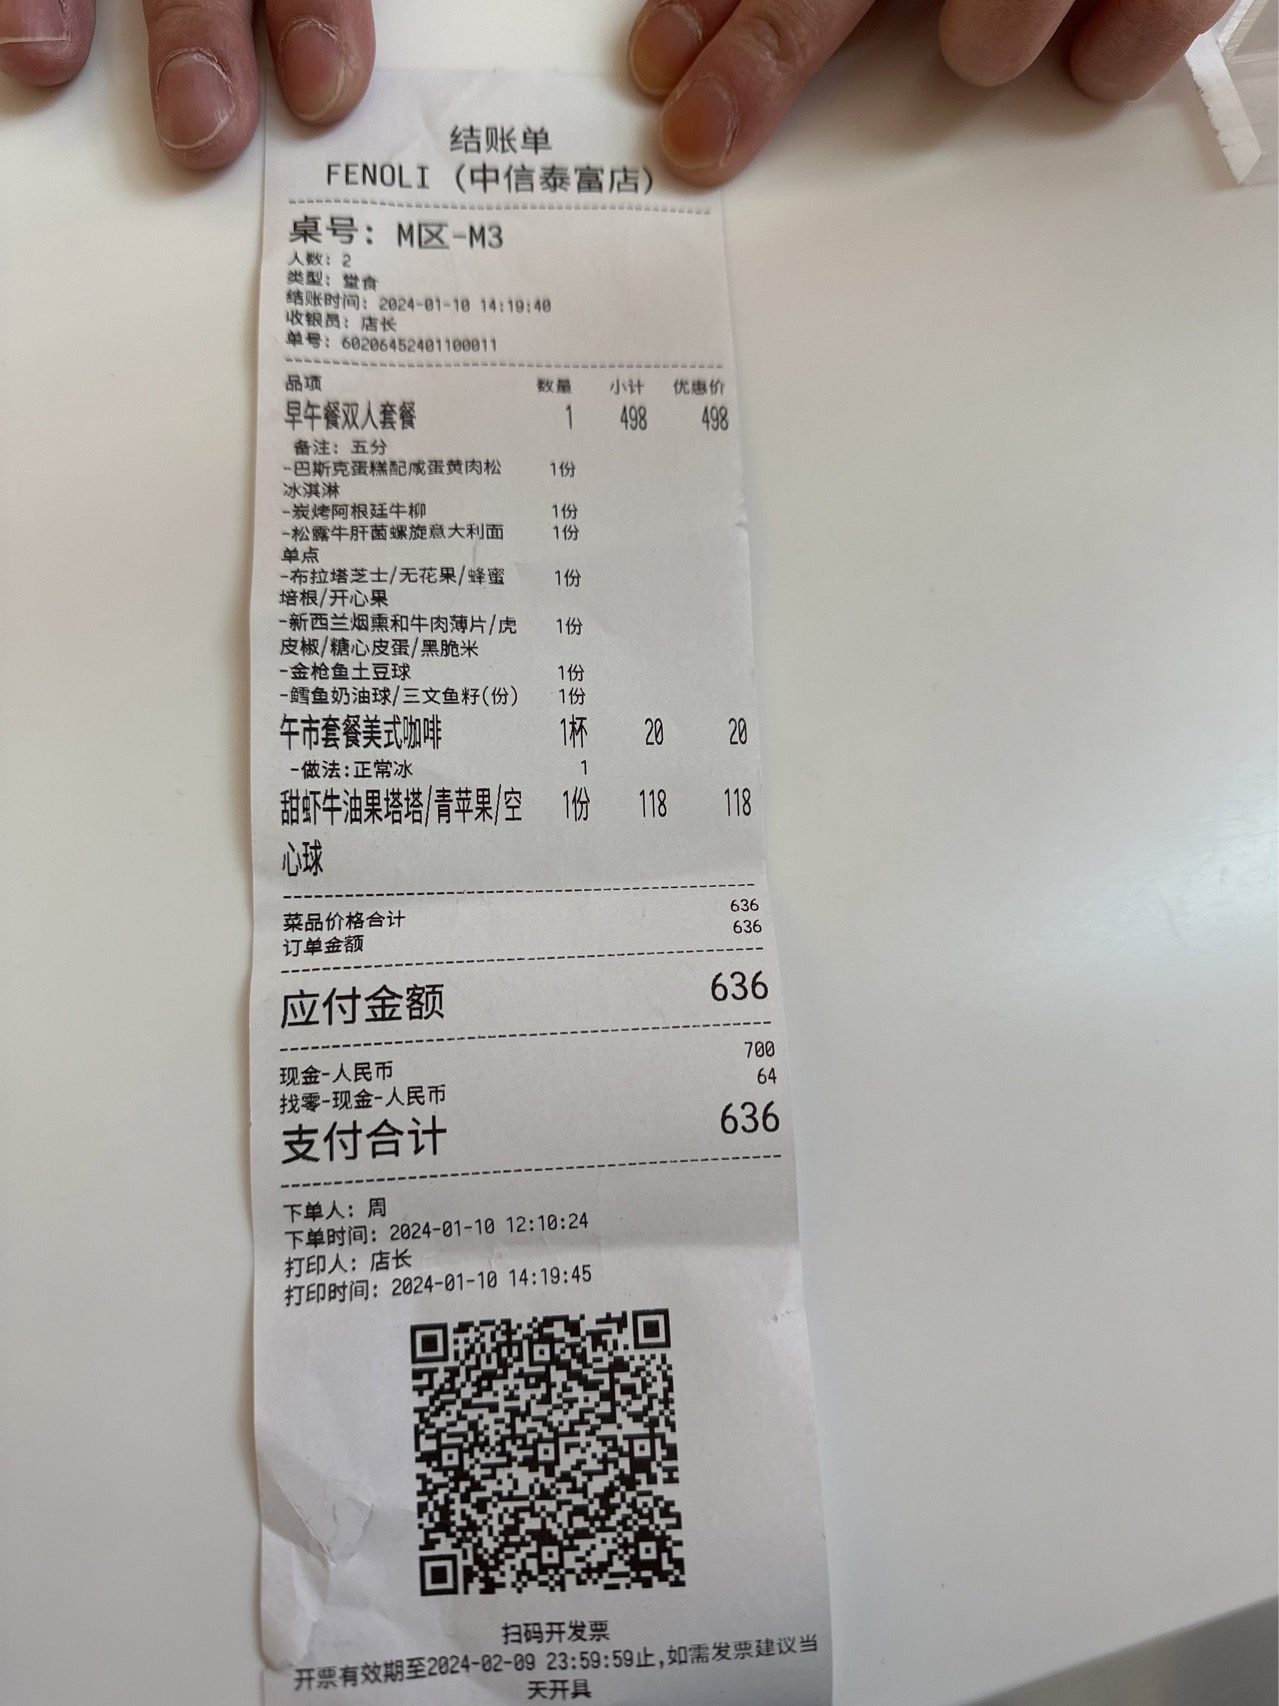 结账单
FENOLI (中信泰富店)
桌号: M区-M3
人数: 2
类型: 堂食
结账时间: 2024-01-10 14:19:40
收银员: 店长
单号: 60206452401100011
品项 数量 小计 优惠价
早午餐双人套餐 1 498 498
备注: 五分
-巴斯克蛋糕配咸蛋黄肉松 1份
冰淇淋
-炭烤阿根廷牛柳 1份
-松露牛肝菌螺旋意大利面 1份
单点
-布拉塔芝士/无花果/蜂蜜 1份
培根/开心果
-新西兰烟熏和牛肉薄片/虎 1份
皮椒/糖心皮蛋/黑脆米
-金枪鱼土豆球 1份
-鳕鱼奶油球/三文鱼籽(份) 1份
午市套餐美式咖啡 1杯 20 20
-做法:正常冰 1
甜虾牛油果塔塔/青苹果/空 1份 118 118
心球
菜品价格合计 636
订单金额 636
应付金额 636
现金-人民币 700
找零-现金-人民币 64
支付合计 636
下单人: 周
下单时间: 2024-01-10 12:10:24
打印人: 店长
打印时间: 2024-01-10 14:19:45
扫码开发票
开票有效期至2024-02-09 23:59:59止,如需发票建议当
天开具